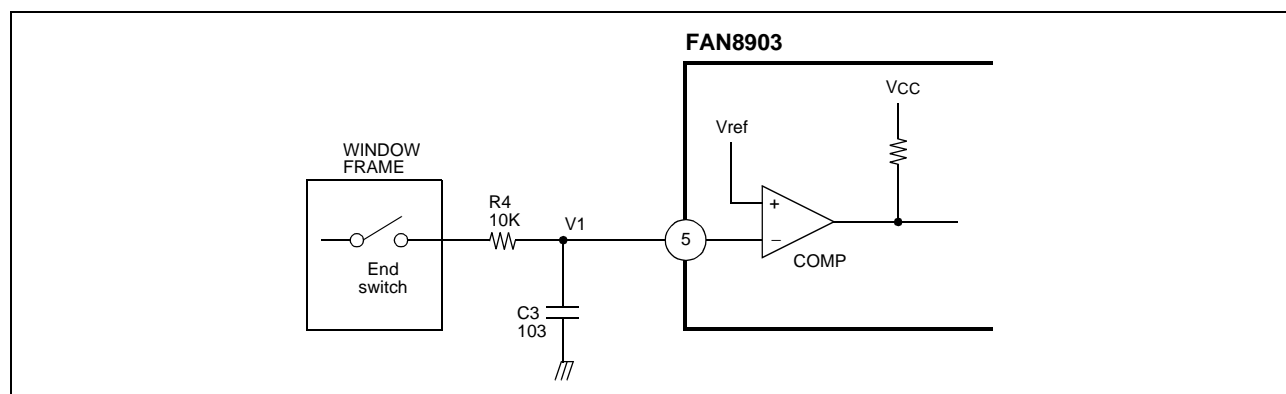 FAN8903
VCC
Vref
WINDOW
FRAME
R4
10K
V1
+
5
−
COMP
End
switch
C3
103